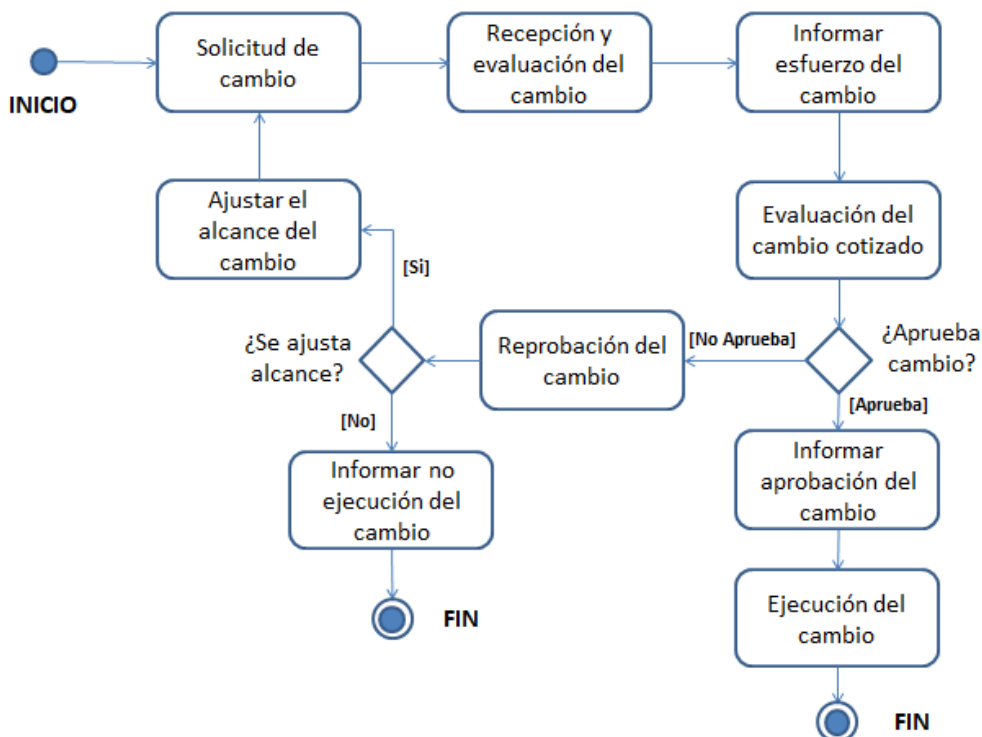 INICIO
Solicitud de
cambio
Recepción y
evaluación del
cambio
Informar
esfuerzo del
cambio
Evaluación del
cambio cotizado
¿Aprueba
cambio?
[No Aprueba]
[Aprueba]
Reprobación del
cambio
¿Se ajusta
alcance?
[Si]
Ajustar el
alcance del
cambio
[No]
Informar no
ejecución del
cambio
FIN
Informar
aprobación del
cambio
Ejecución del
cambio
FIN